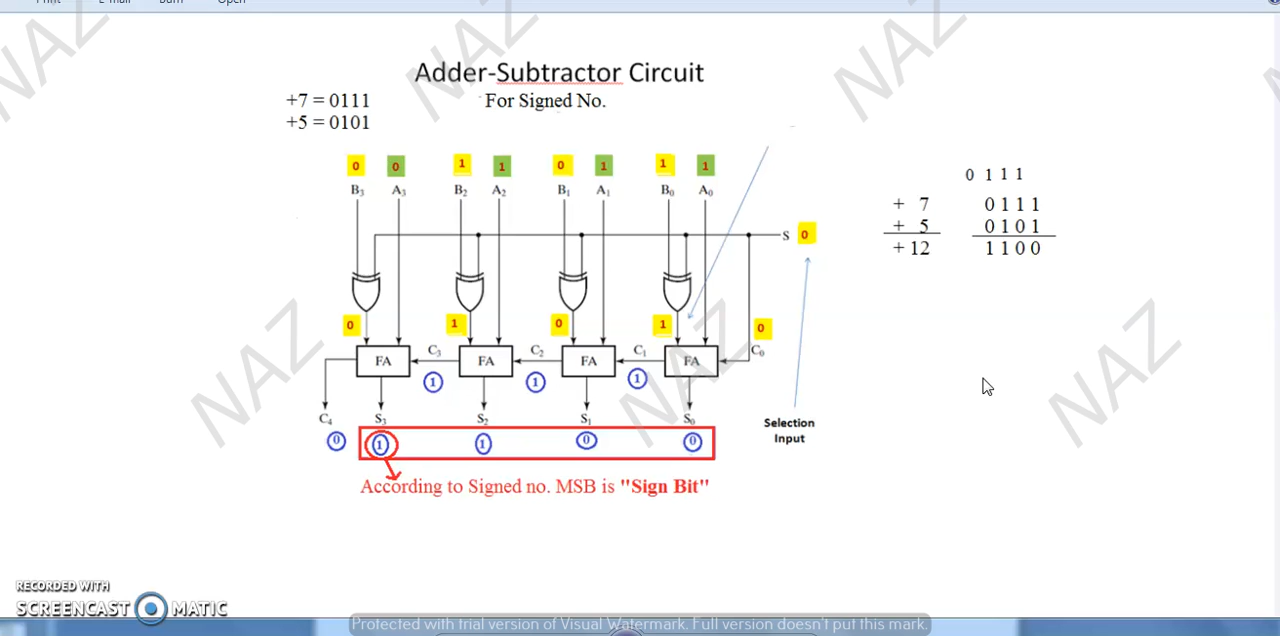 Print E-mail Burn Open
Adder-Subtractor Circuit
For Signed No.
+7 = 0111
+5 = 0101
0 0 1 1 0 1 1 1
B3 A3 B2 A2 B1 A1 B0 A0
S 0
0 1 0 1 0
C3 C2 C1 C0
FA FA FA FA
1 1 1
C4 S3 S2 S1 S0
0 1 1 0 0
Selection
Input
According to Signed no. MSB is "Sign Bit"
0 1 1 1
+ 7 0 1 1 1
+ 5 0 1 0 1
+ 12 1 1 0 0
NAZ
NAZ
NAZ
NAZ
NAZ
NAZ
RECORDED WITH
SCREENCAST MATIC
Protected with trial version of Visual Watermark. Full version doesn't put this mark.